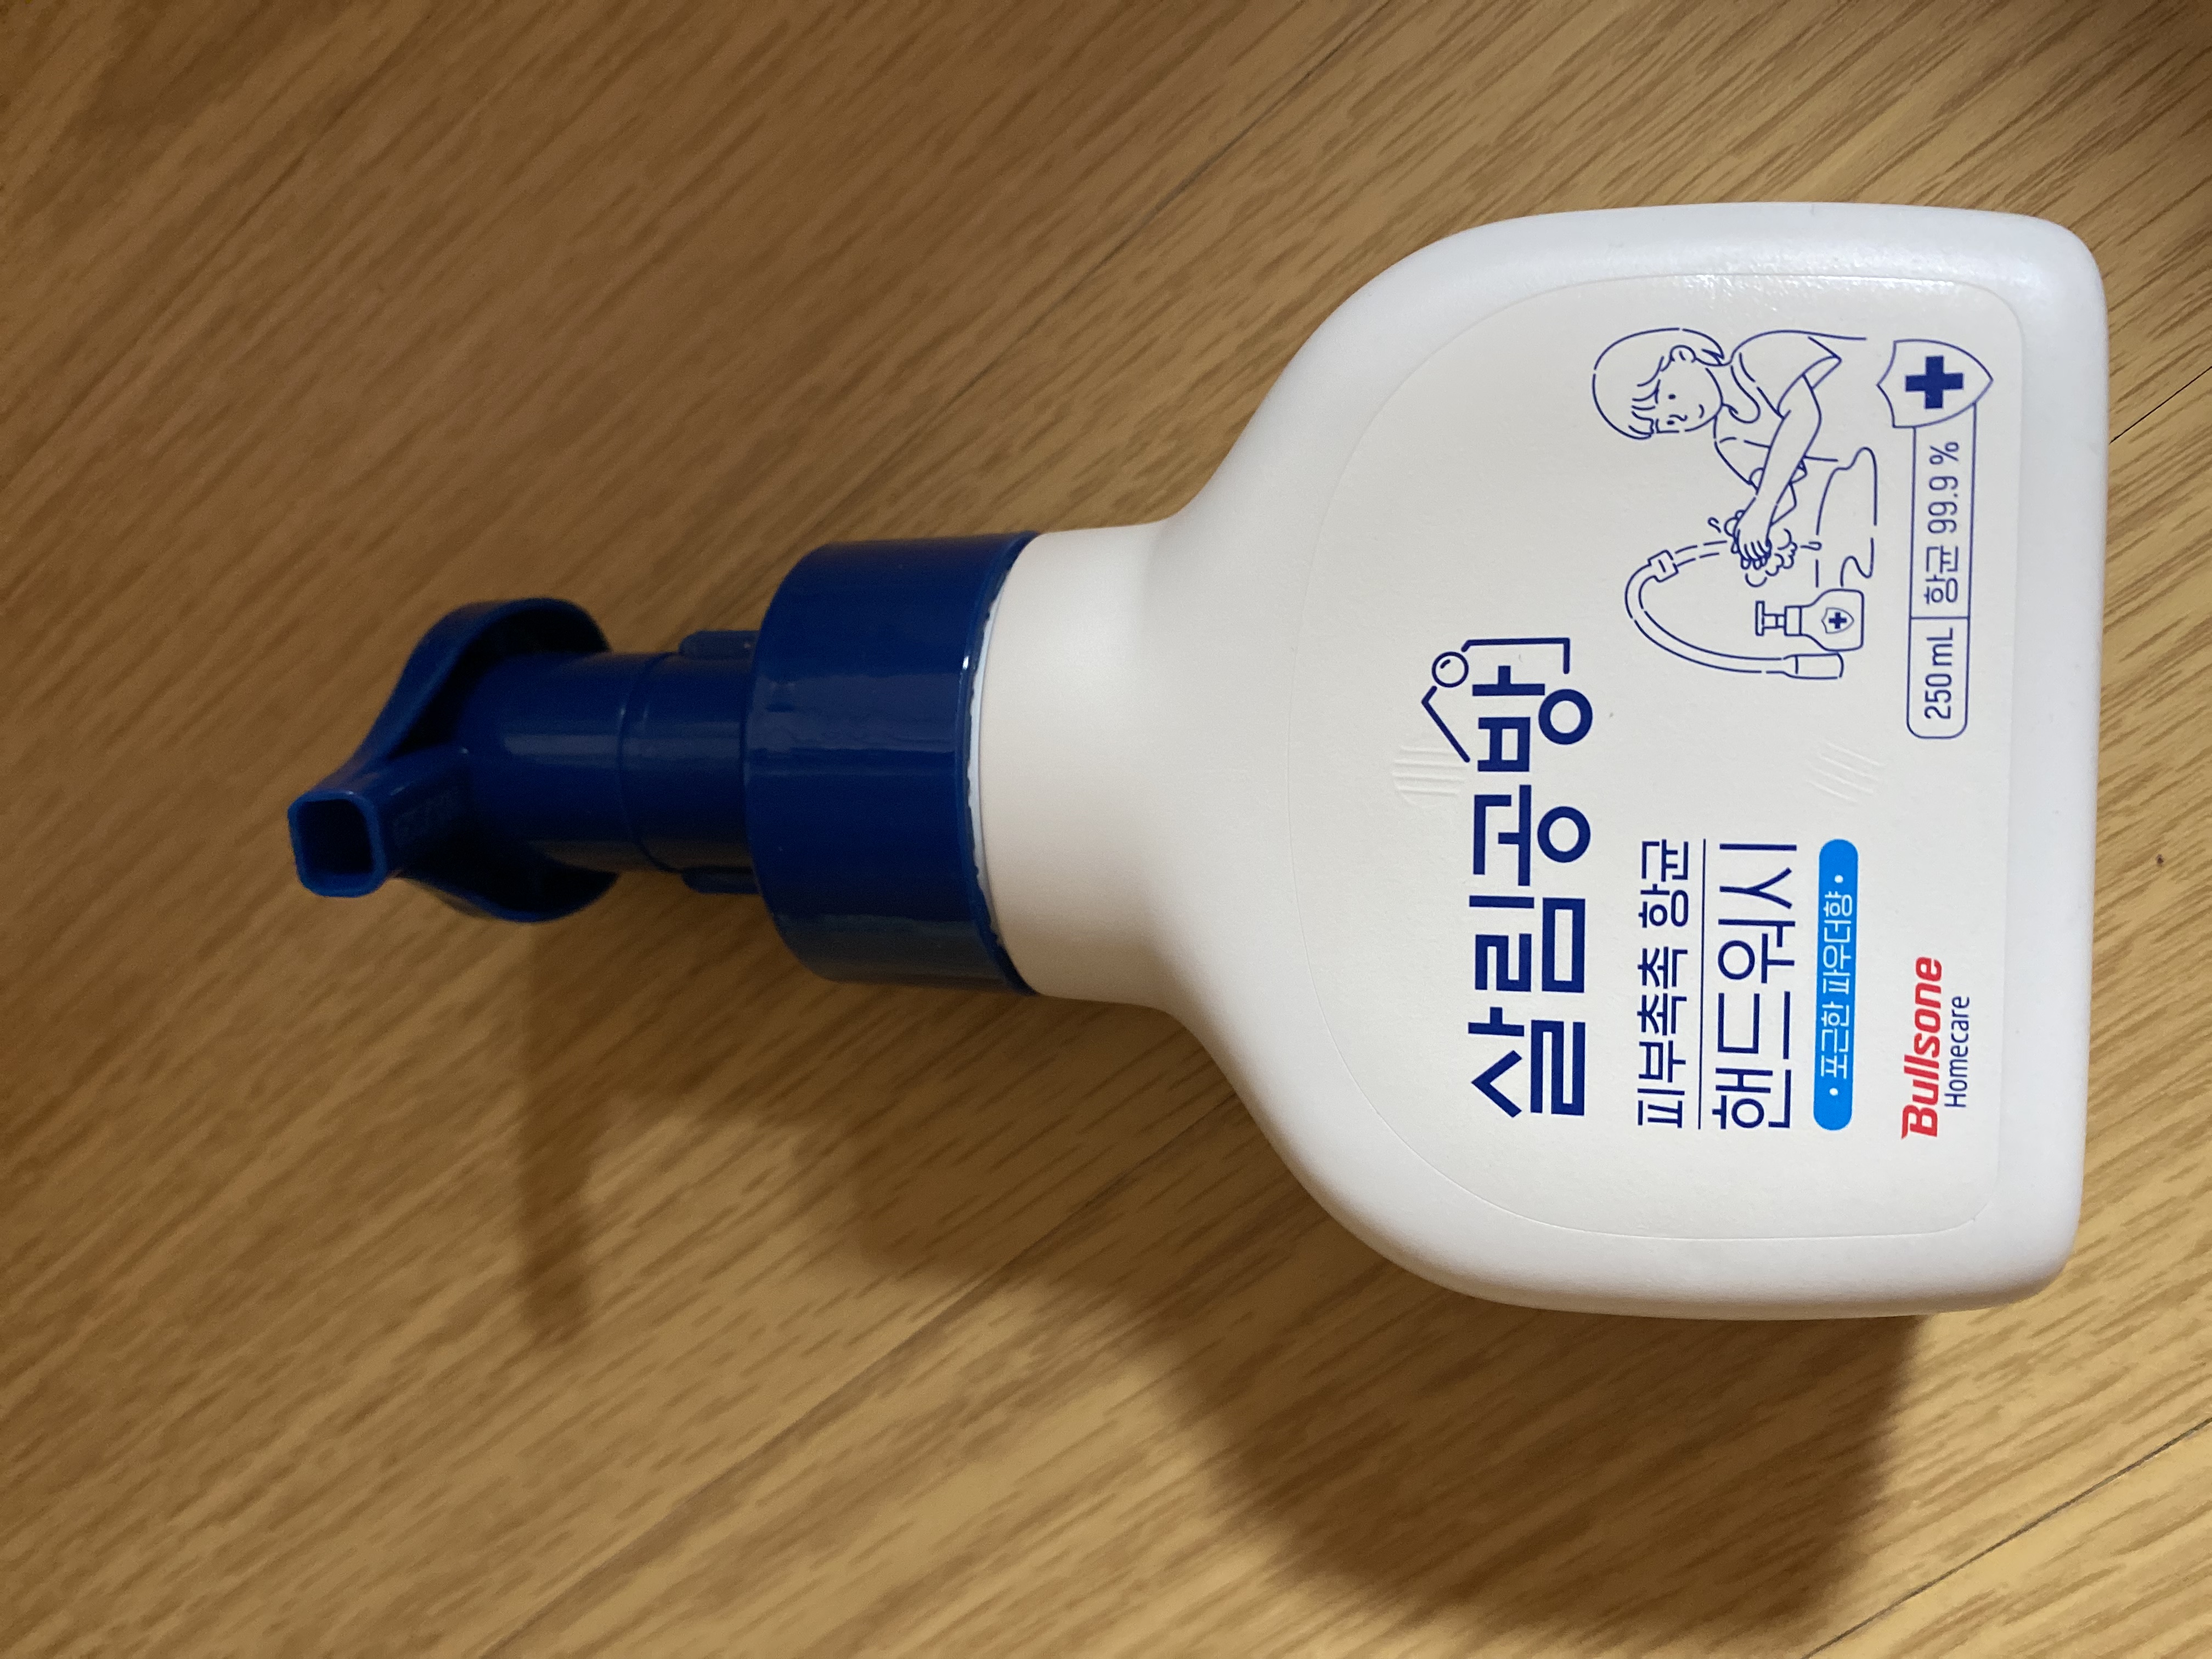 살림공방
피부촉촉 항균
핸드워시
• 포근한 파우더향 •
Bullsone
Homecare
250 mL 항균 99.9 %